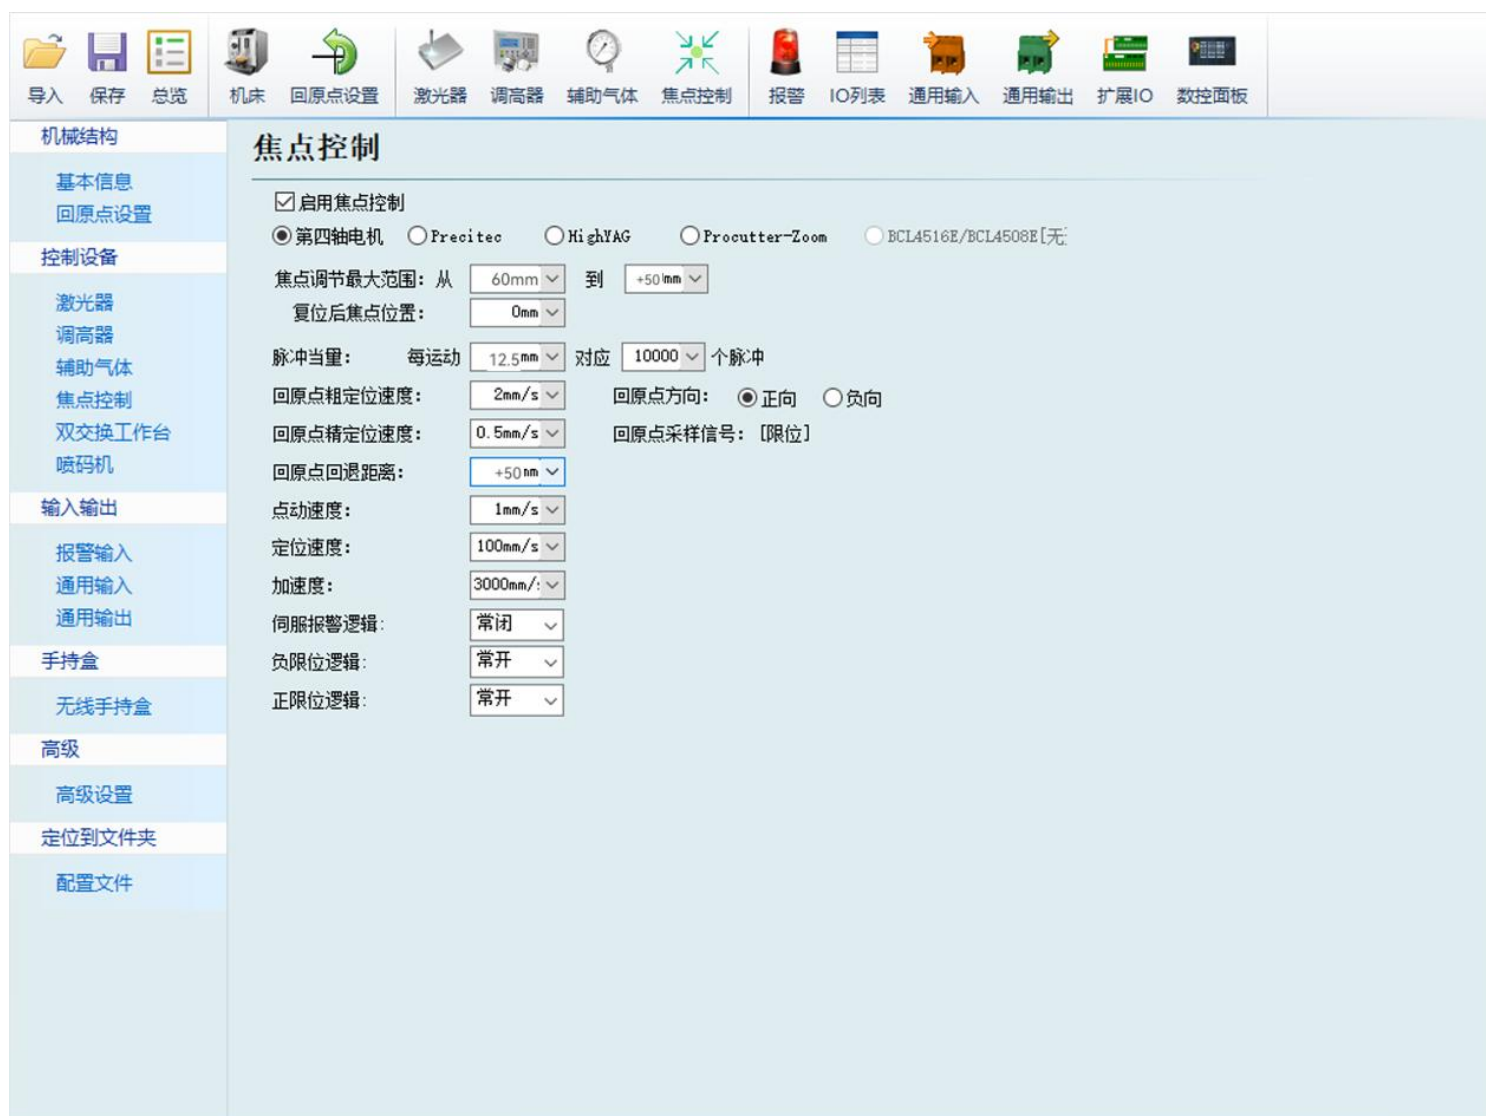 导入 保存 总览 机床 回原点设置 激光器 调高器 辅助气体 焦点控制 报警 IO列表 通用输入 通用输出 扩展IO 数控面板
机械结构
基本信息
回原点设置
控制设备
激光器
调高器
辅助气体
焦点控制
双交换工作台
喷码机
输入输出
报警输入
通用输入
通用输出
手持盒
无线手持盒
高级
高级设置
定位到文件夹
配置文件
焦点控制
启用焦点控制
第四轴电机 Precitec HighYAG Procutter-Zoom BCL4516E/BCL4508E[无
焦点调节最大范围: 从 60mm 到 +50mm
复位后焦点位置: 0mm
脉冲当量: 每运动 12.5mm 对应 10000 个脉冲
回原点粗定位速度: 2mm/s 回原点方向: 正向 负向
回原点精定位速度: 0.5mm/s 回原点采样信号: [限位]
回原点回退距离: +50mm
点动速度: 1mm/s
定位速度: 100mm/s
加速度: 3000mm/
伺服报警逻辑: 常闭
负限位逻辑: 常开
正限位逻辑: 常开